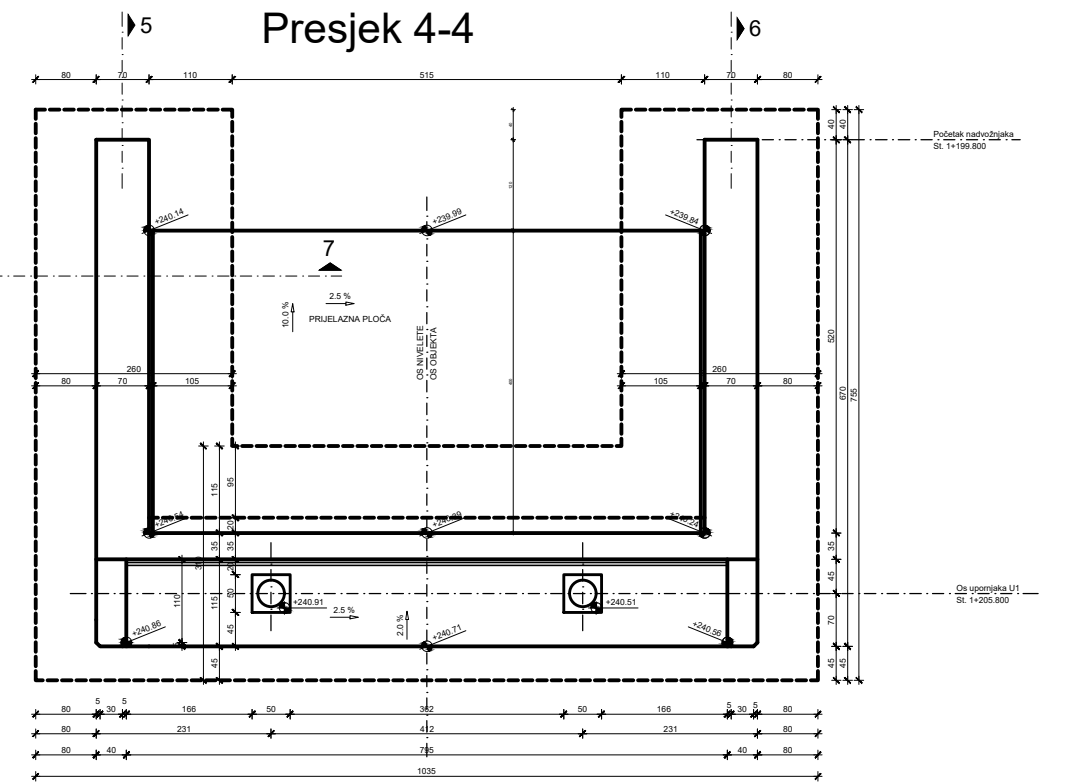 5
Presjek 4-4
6
80 70 110 515 110 70 80
40 40
Početak nadvožnjaka
St. 1+199.800
+240.14
+239.99
+239.84
7
2.5 %
10.0 %
PRIJELAZNA PLOČA
OS NIVELETE
OS OBJEKTA
520
670
755
260
260
80 70 105
105 70 80
115 95
20
+240.39
35 35
35
20
45
110
115
+240.91
+240.51
Os upornjaka U1
St. 1+205.800
2.5 %
2.0 %
+240.86
+240.71
+240.56
45
70
45
45 45
5 5
5 5
80 30 166 50 362 50 166 30 80
80 231 412 231 80
80 40 795 40 80
1035